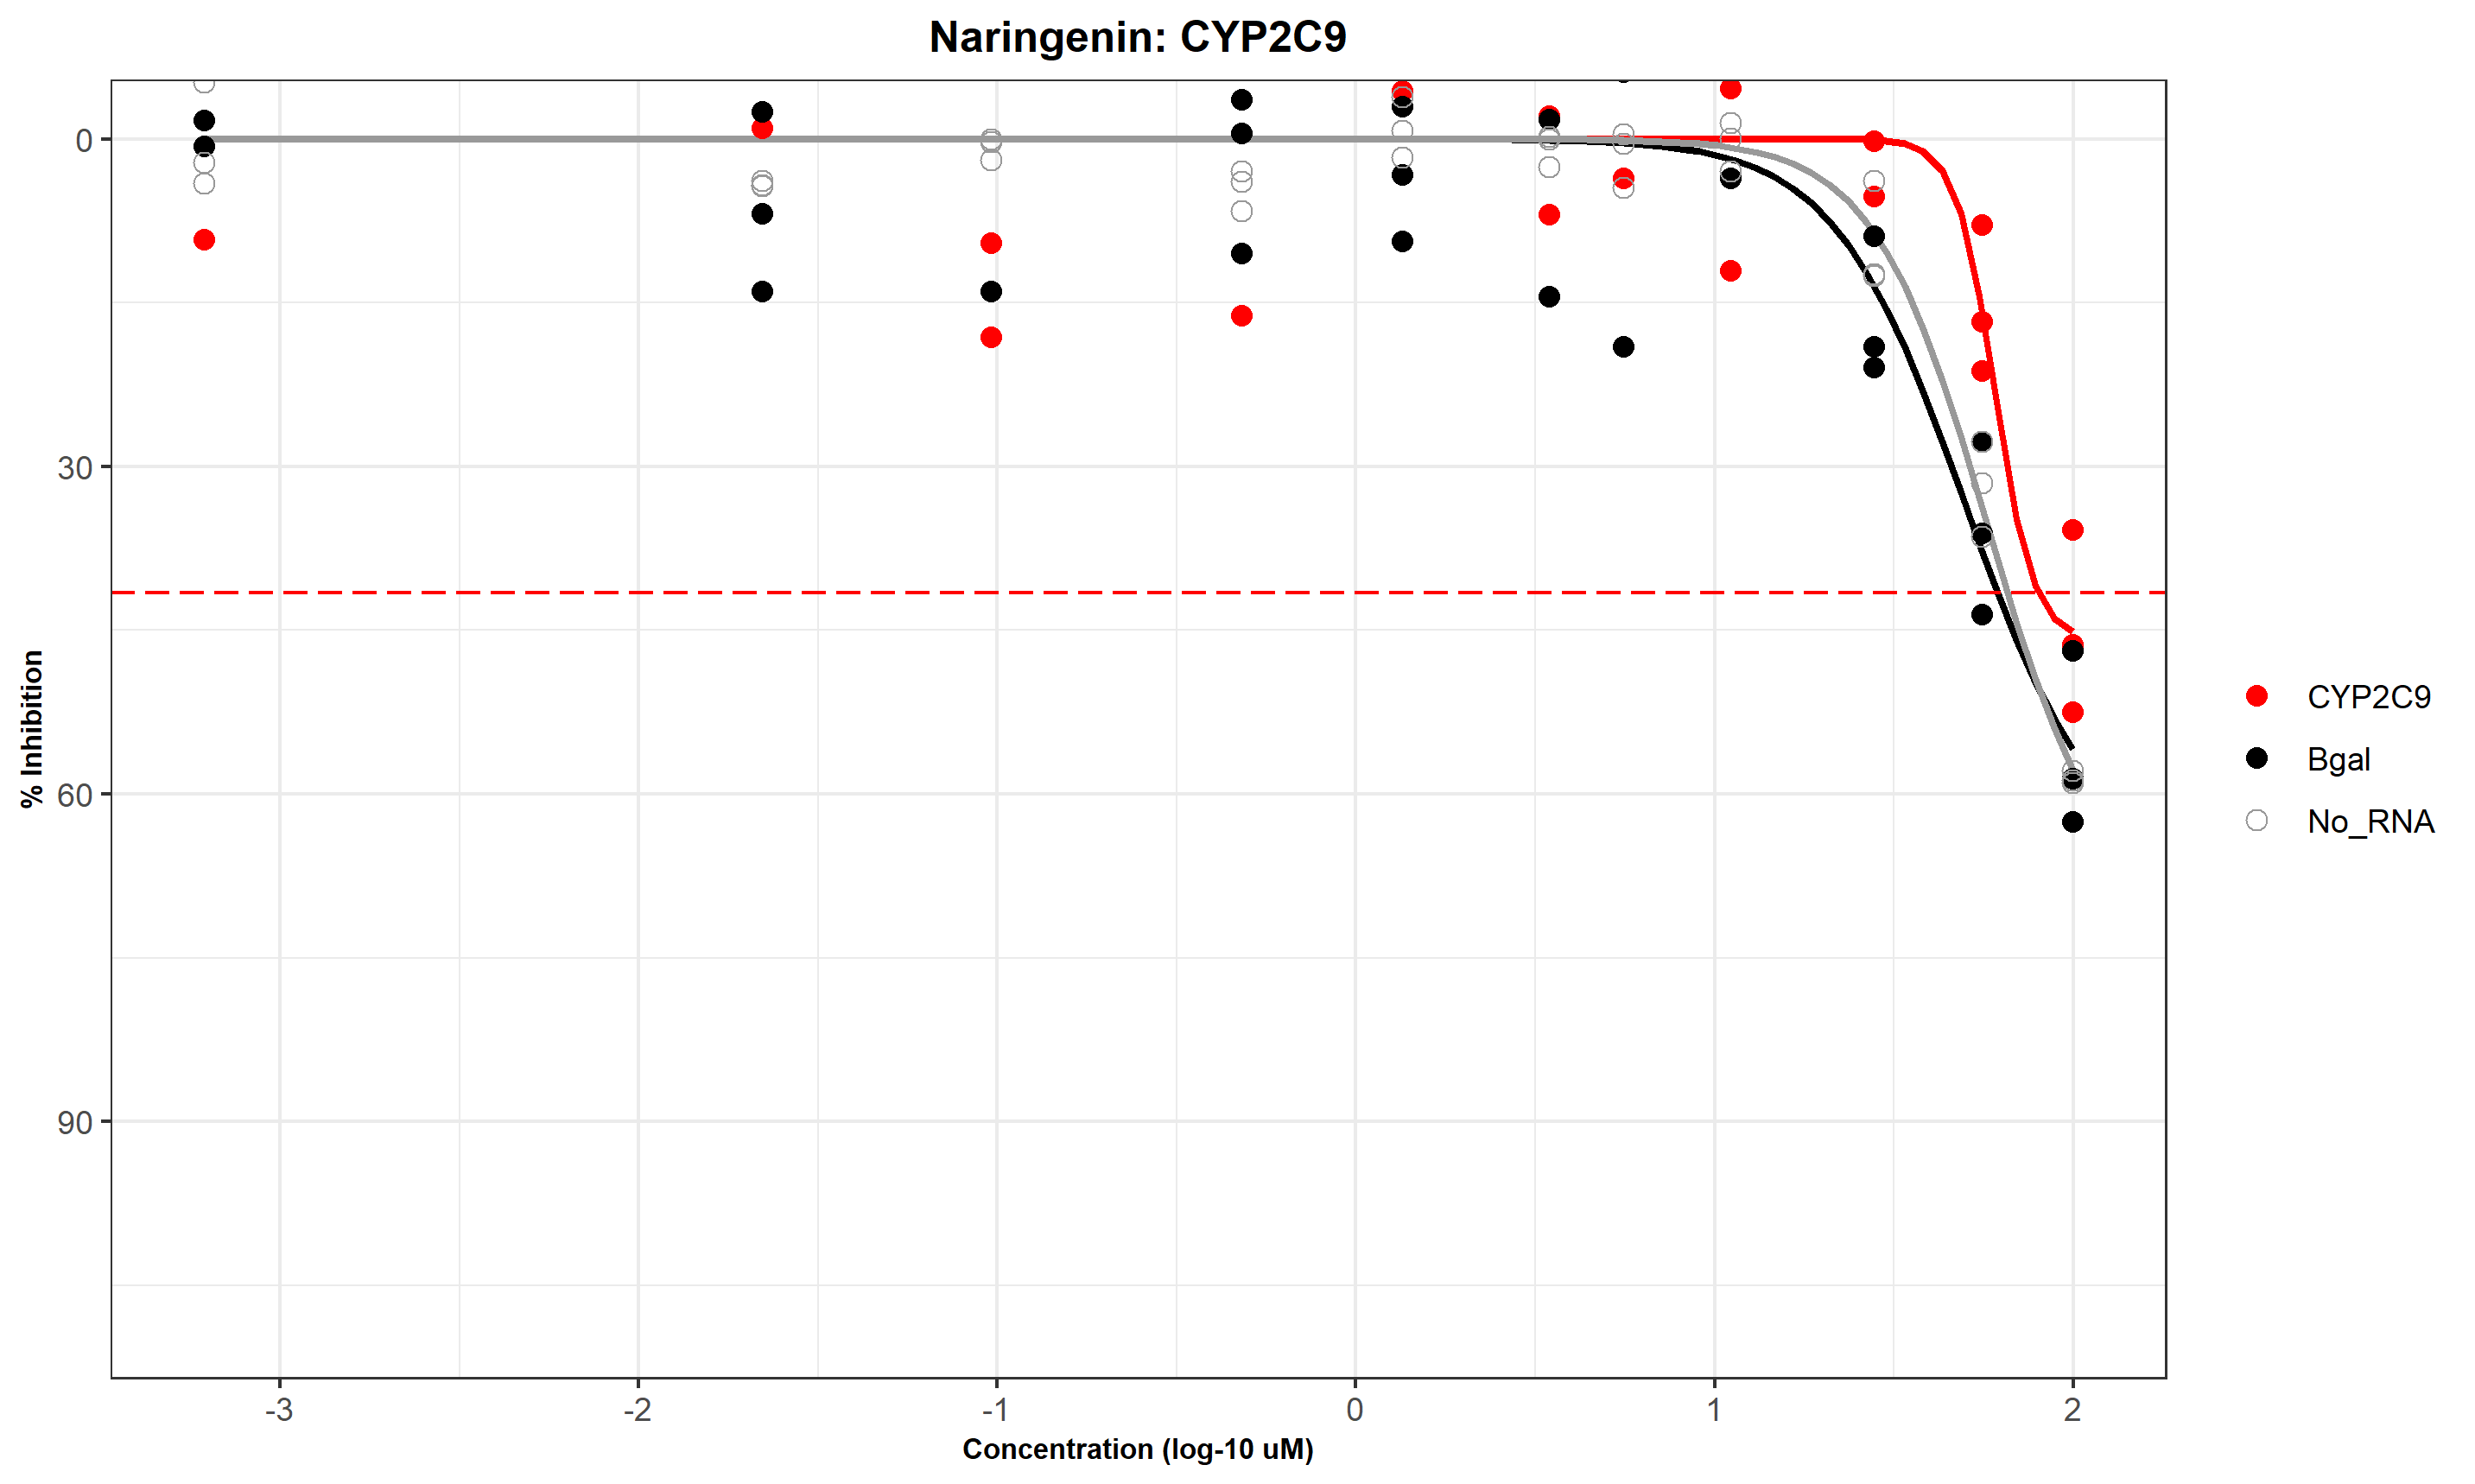 Naringenin: CYP2C9
% Inhibition
0
30
60
90
-3
-2
-1
0
1
2
Concentration (log-10 uM)
CYP2C9
Bgal
No_RNA